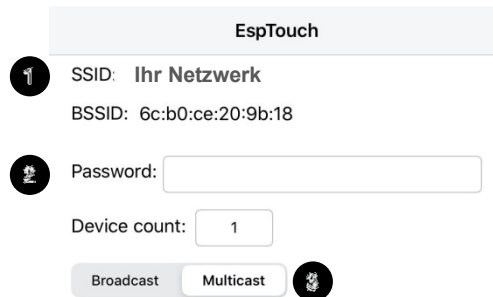 EspTouch
1 SSID: Ihr Netzwerk
BSSID: 6c:b0:ce:20:9b:18
2 Password:
Device count: 1
Broadcast Multicast